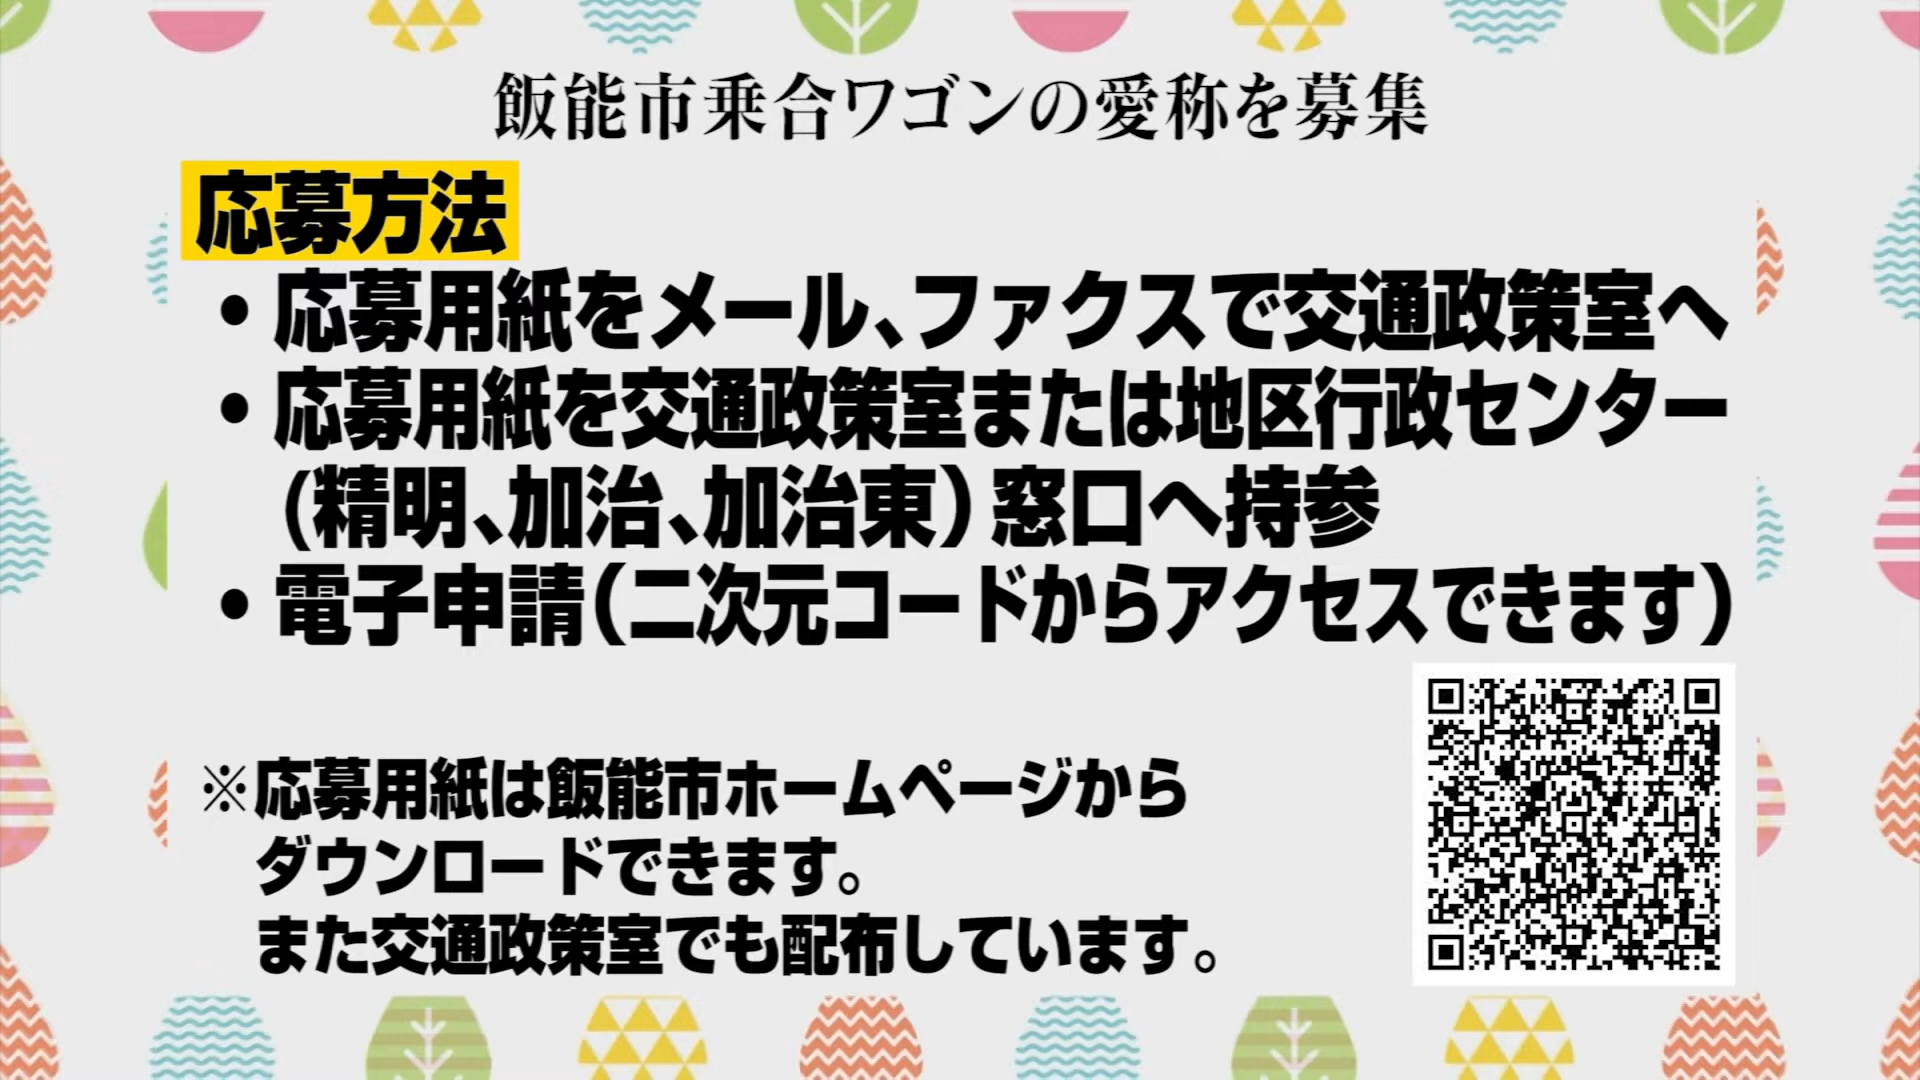 飯能市乗合ワゴンの愛称を募集
応募方法
・応募用紙をメール、ファクスで交通政策室へ
・応募用紙を交通政策室または地区行政センター
(精明、加治、加治東)窓口へ持参
・電子申請(二次元コードからアクセスできます)
※応募用紙は飯能市ホームページから
ダウンロードできます。
また交通政策室でも配布しています。